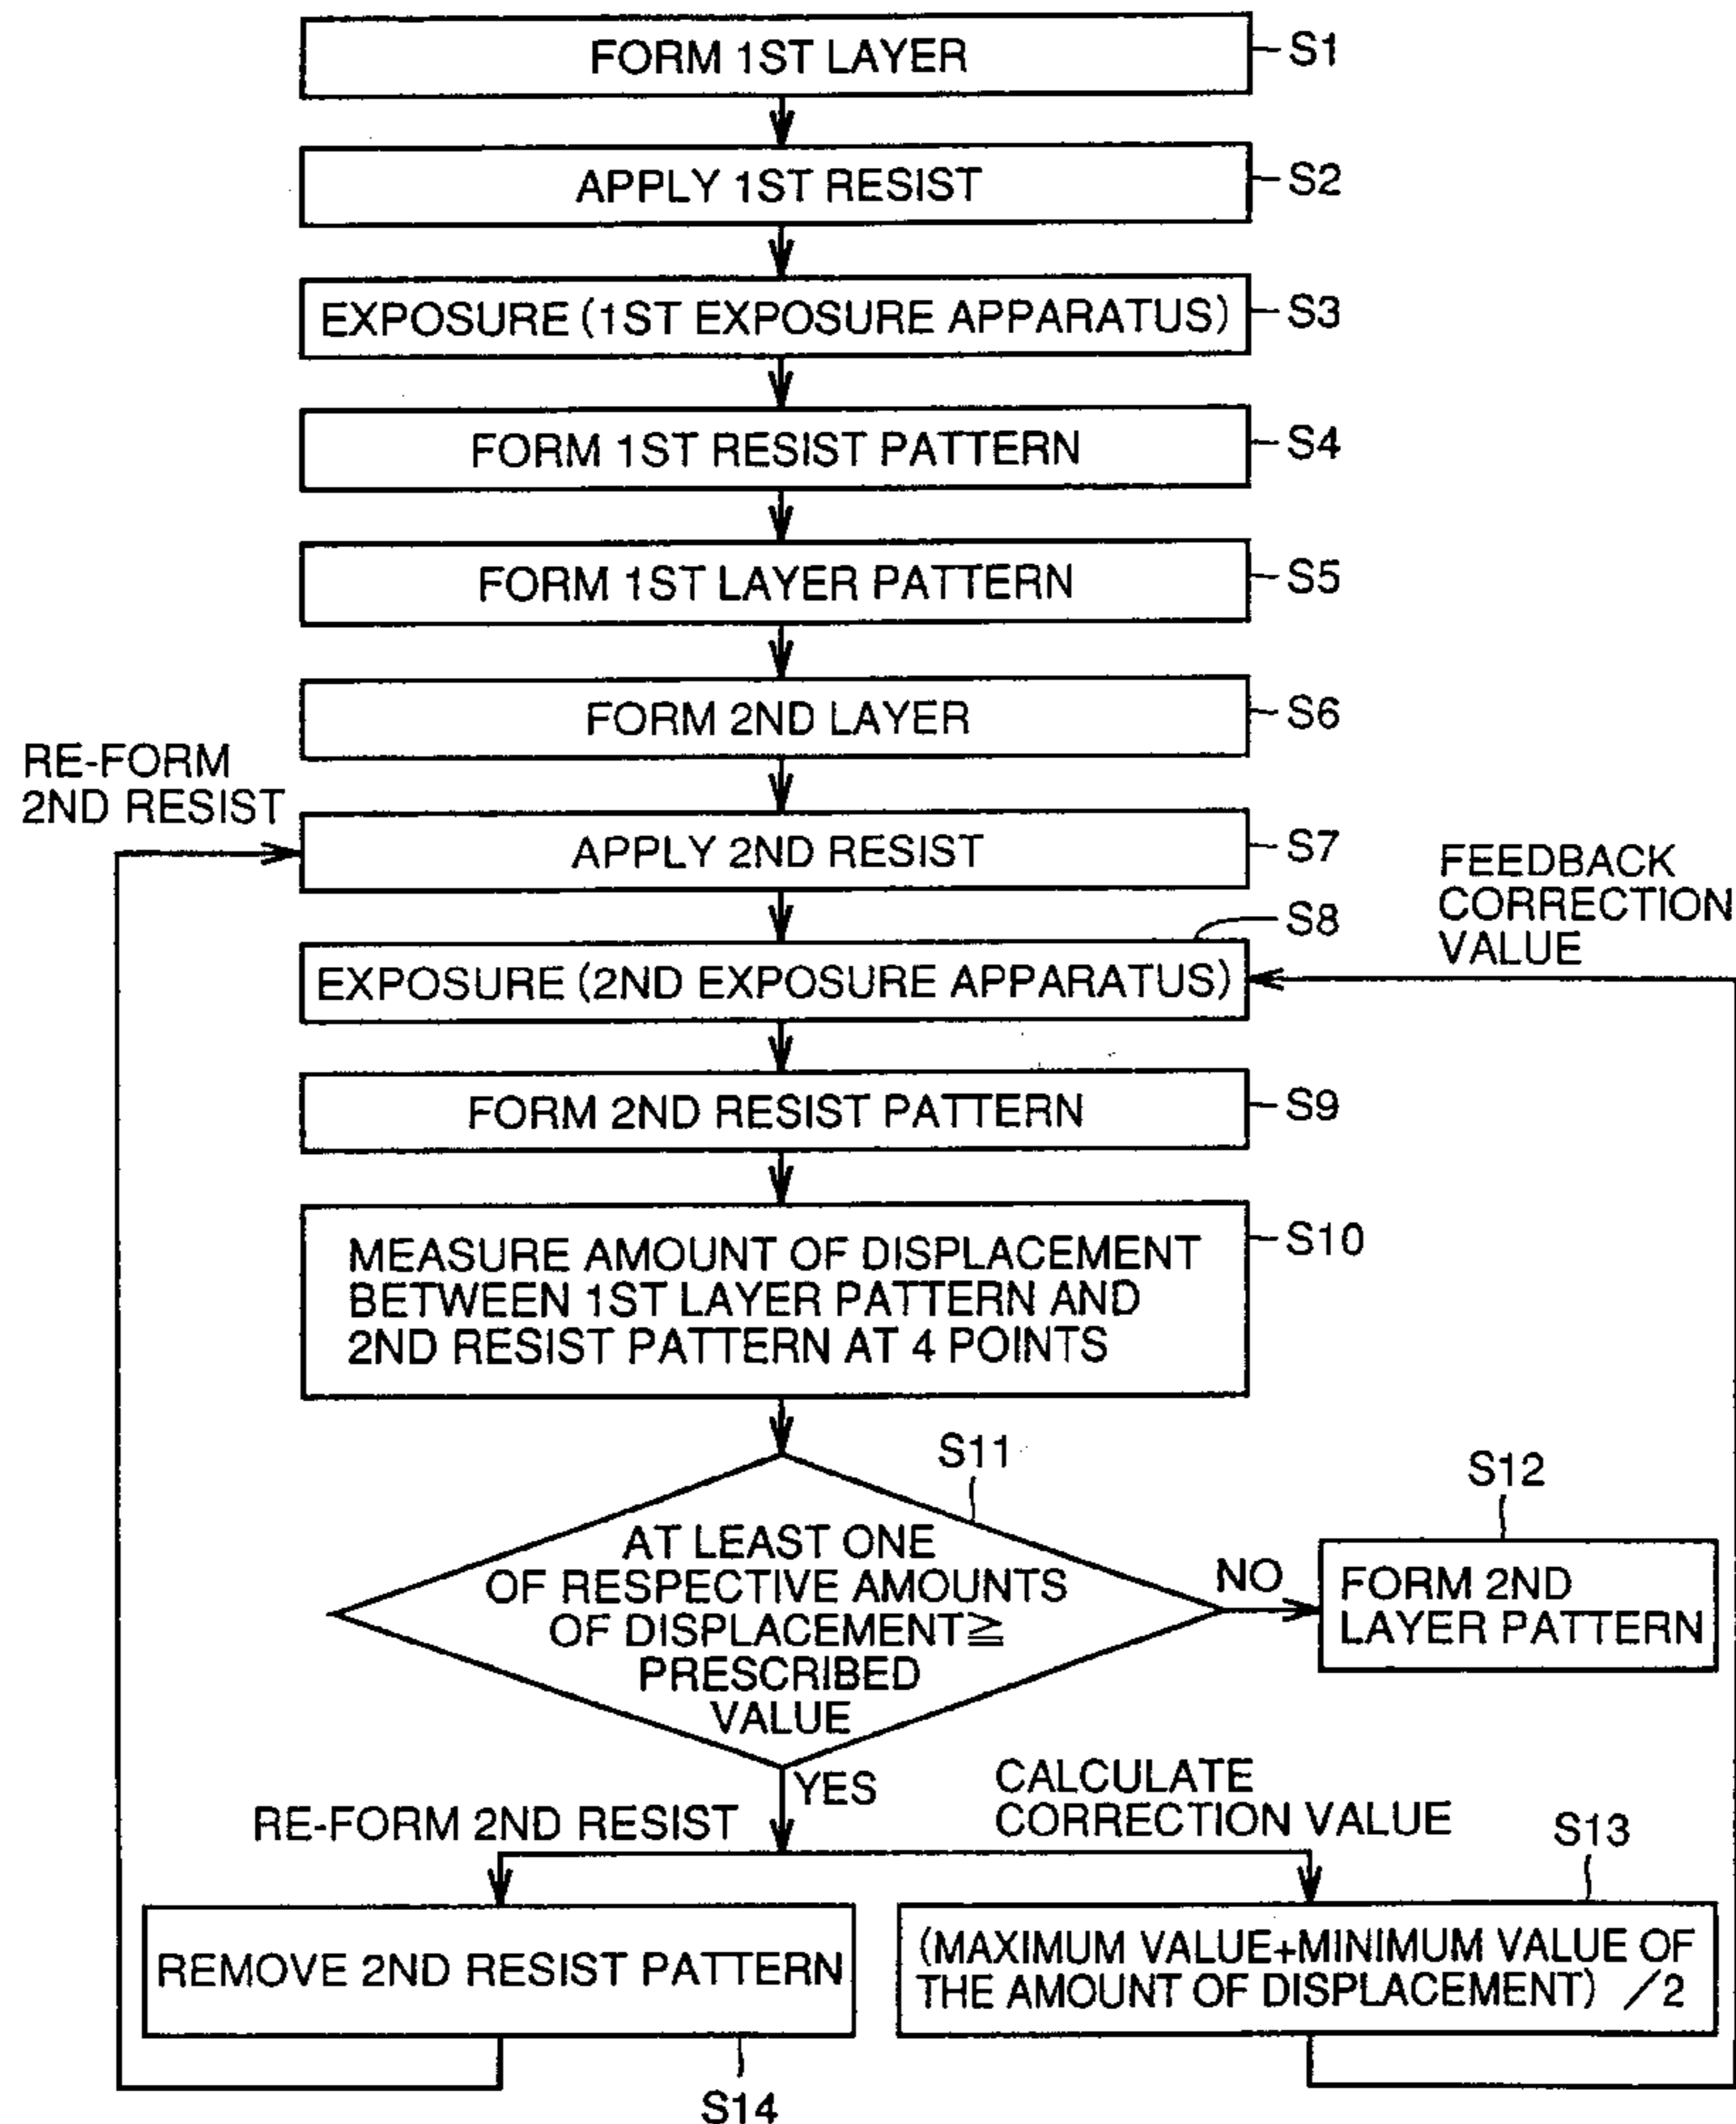 FORM 1ST LAYER
S1
APPLY 1ST RESIST
S2
EXPOSURE (1ST EXPOSURE APPARATUS)
S3
FORM 1ST RESIST PATTERN
S4
FORM 1ST LAYER PATTERN
S5
FORM 2ND LAYER
S6
RE-FORM
2ND RESIST
APPLY 2ND RESIST
S7
FEEDBACK
CORRECTION
VALUE
S8
EXPOSURE (2ND EXPOSURE APPARATUS)
FORM 2ND RESIST PATTERN
S9
MEASURE AMOUNT OF DISPLACEMENT
BETWEEN 1ST LAYER PATTERN AND
2ND RESIST PATTERN AT 4 POINTS
S10
S11
AT LEAST ONE
OF RESPECTIVE AMOUNTS
OF DISPLACEMENT≧
PRESCRIBED
VALUE
NO
S12
FORM 2ND
LAYER PATTERN
YES
RE-FORM 2ND RESIST
CALCULATE
CORRECTION VALUE
S13
REMOVE 2ND RESIST PATTERN
(MAXIMUM VALUE+MINIMUM VALUE OF
THE AMOUNT OF DISPLACEMENT) /2
S14